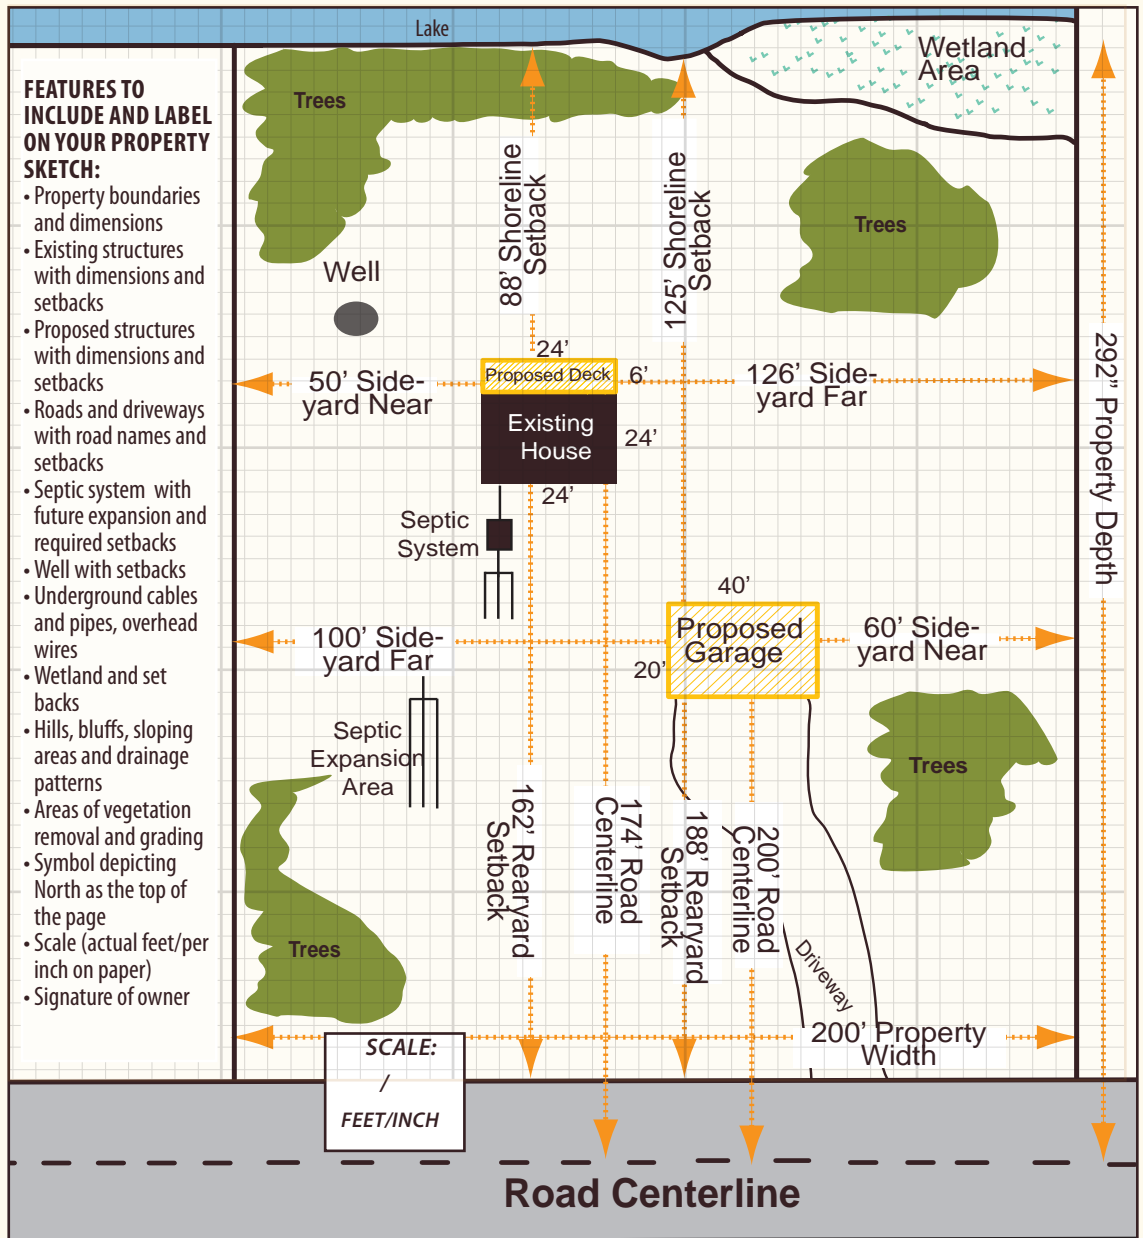 Lake
Wetland
Area
FEATURES TO
INCLUDE AND LABEL
ON YOUR PROPERTY
SKETCH:
• Property boundaries
and dimensions
• Existing structures
with dimensions and
setbacks
• Proposed structures
with dimensions and
setbacks
• Roads and driveways
with road names and
setbacks
• Septic system with
future expansion and
required setbacks
• Well with setbacks
• Underground cables
and pipes, overhead
wires
• Wetland and set
backs
• Hills, bluffs, sloping
areas and drainage
patterns
• Areas of vegetation
removal and grading
• Symbol depicting
North as the top of
the page
• Scale (actual feet/per
inch on paper)
• Signature of owner
Trees
88’ Shoreline
Setback
125’ Shoreline
Setback
Trees
Well
24’
Proposed Deck
6’
50’ Side-
yard Near
126’ Side-
yard Far
Existing
House
24’
24’
292” Property Depth
Septic
System
40’
Proposed
Garage
20’
100’ Side-
yard Far
60’ Side-
yard Near
Septic
Expansion
Area
Trees
162’ Rearyard
Setback
174’ Road
Centerline
188’ Rearyard
Setback
200’ Road
Centerline
Trees
Driveway
200’ Property
Width
SCALE:
/
FEET/INCH
Road Centerline